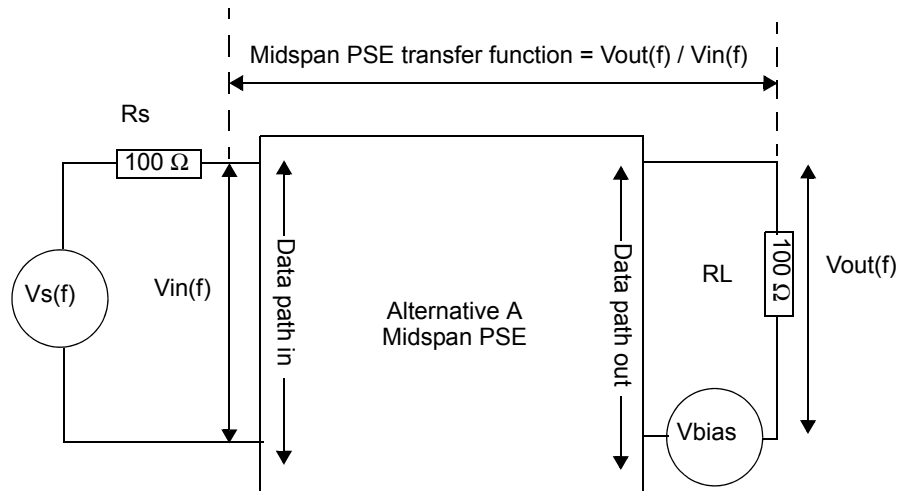 Midspan PSE transfer function = Vout(f) / Vin(f)
Rs
100 Ω
Vs(f)
Vin(f)
Data path in
Alternative A
Midspan PSE
Data path out
RL
100 Ω
Vout(f)
Vbias